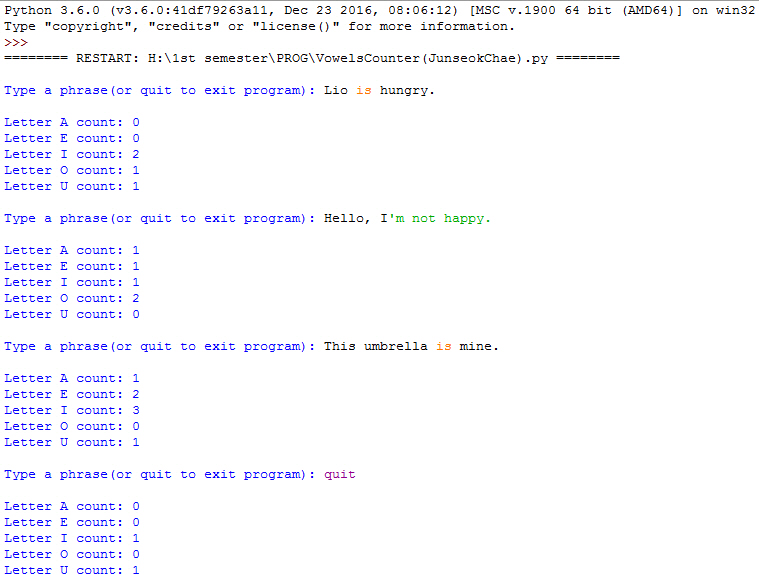 Python 3.6.0 (v3.6.0:41df79263a11, Dec 23 2016, 08:06:12) [MSC v.1900 64 bit (AMD64)] on win32
Type "copyright", "credits" or "license()" for more information.
>>>
======== RESTART: H:\1st semester\PROG\VowelsCounter(JunseokChae).py ========
Type a phrase(or quit to exit program): Lio is hungry.
Letter A count: 0
Letter E count: 0
Letter I count: 2
Letter O count: 1
Letter U count: 1
Type a phrase(or quit to exit program): Hello, I'm not happy.
Letter A count: 1
Letter E count: 1
Letter I count: 1
Letter O count: 2
Letter U count: 0
Type a phrase(or quit to exit program): This umbrella is mine.
Letter A count: 1
Letter E count: 2
Letter I count: 3
Letter O count: 0
Letter U count: 1
Type a phrase(or quit to exit program): quit
Letter A count: 0
Letter E count: 0
Letter I count: 1
Letter O count: 0
Letter U count: 1